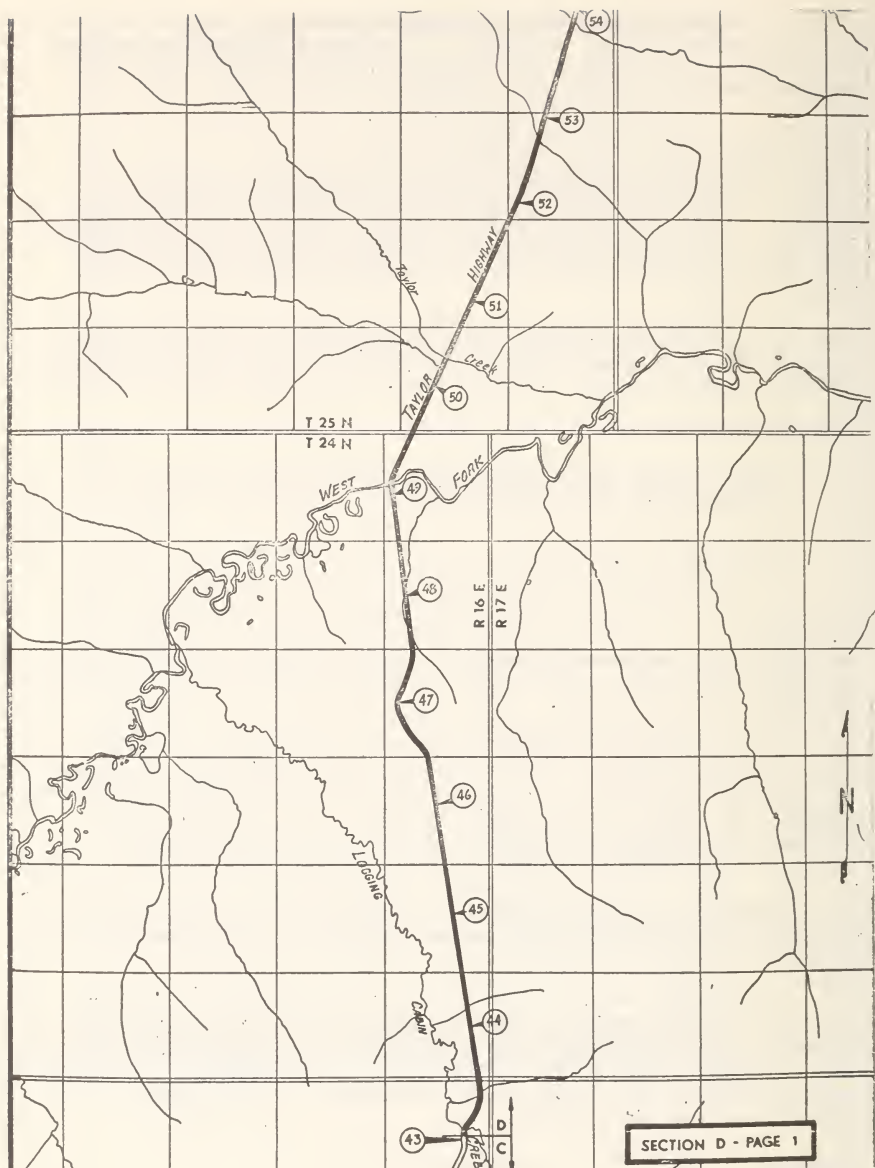 54
53
52
HIGHWAY
Taylor
51
Creek
TAYLOR
50
T 25 N
T 24 N
WEST
49
FORK
48
R 16 E
R 17 E
47
46
N
LOGGING
45
CABIN
44
43
D
C
SECTION D - PAGE 1